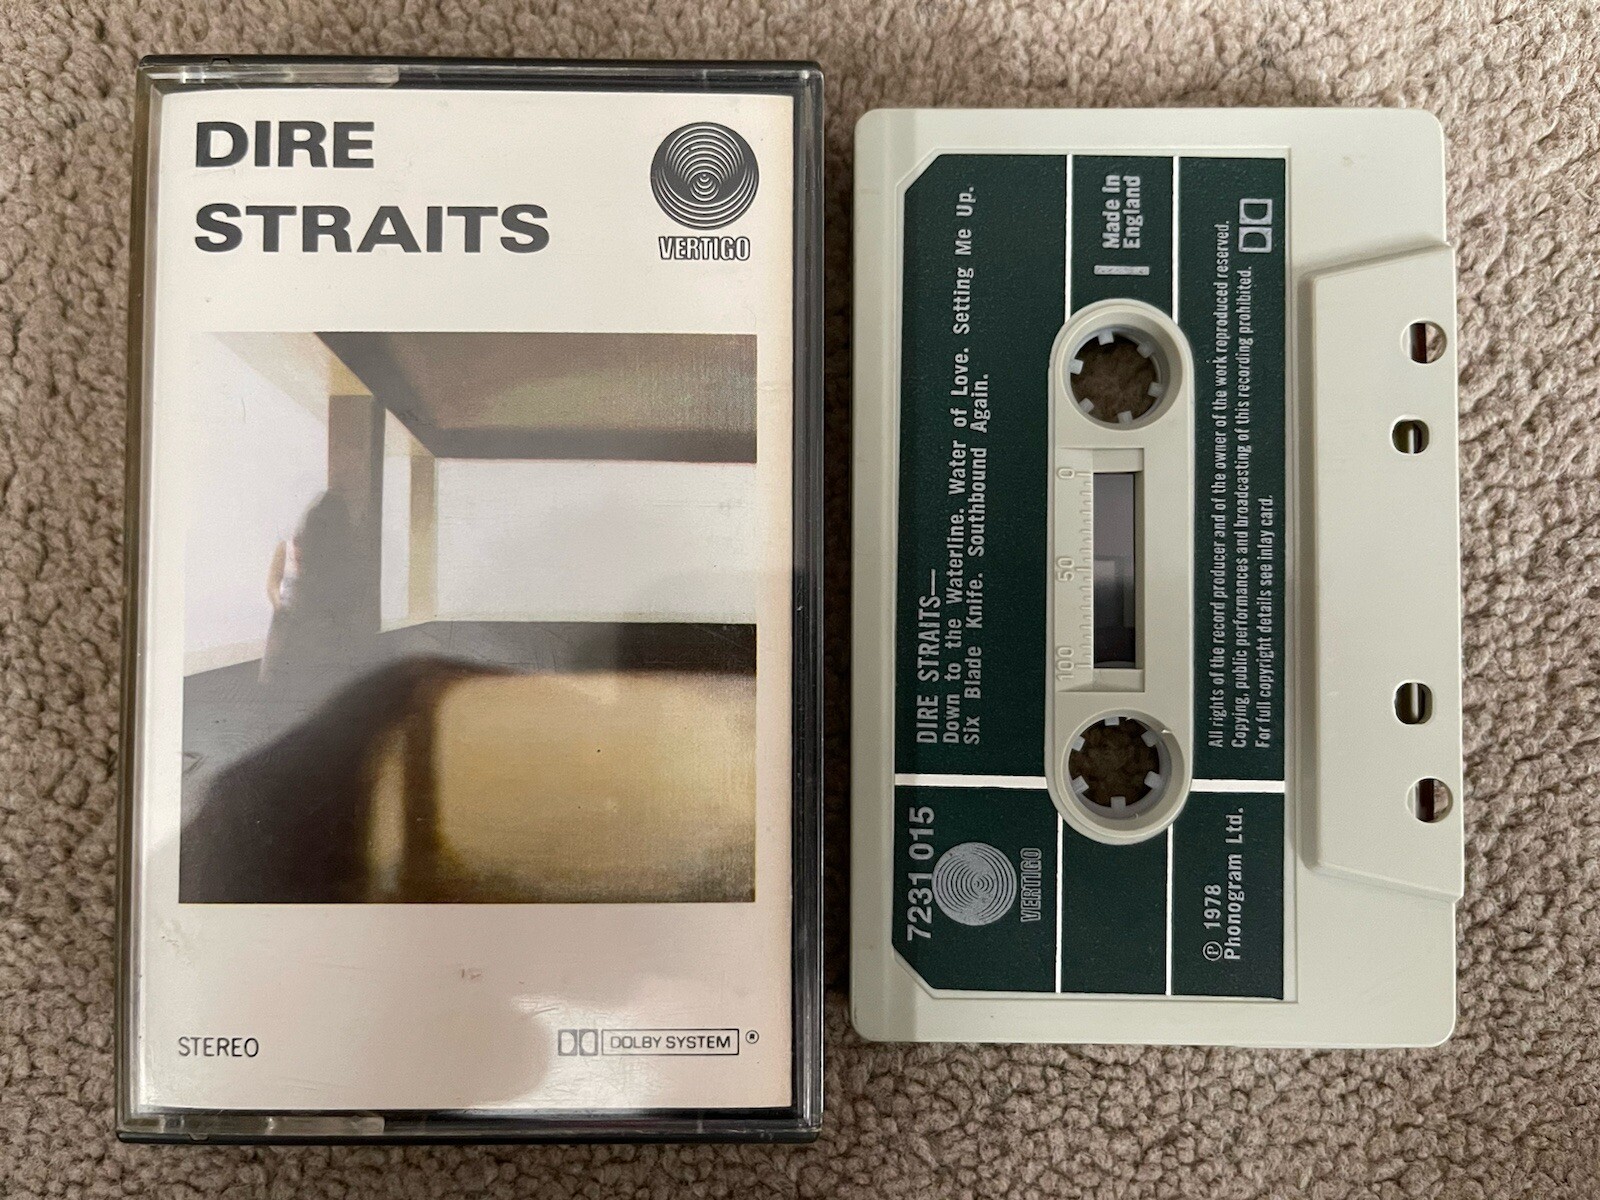 DIRE
STRAITS
VERTIGO
STEREO
DOLBY SYSTEM ®
7231 015
VERTIGO
DIRE STRAITS—
Down to the Waterline. Water of Love. Setting Me Up.
Six Blade Knife. Southbound Again.
Made in
England
100 50 0
℗ 1978
Phonogram Ltd.
All rights of the record producer and of the owner of the work reproduced reserved.
Copying, public performances and broadcasting of this recording prohibited.
For full copyright details see inlay card.